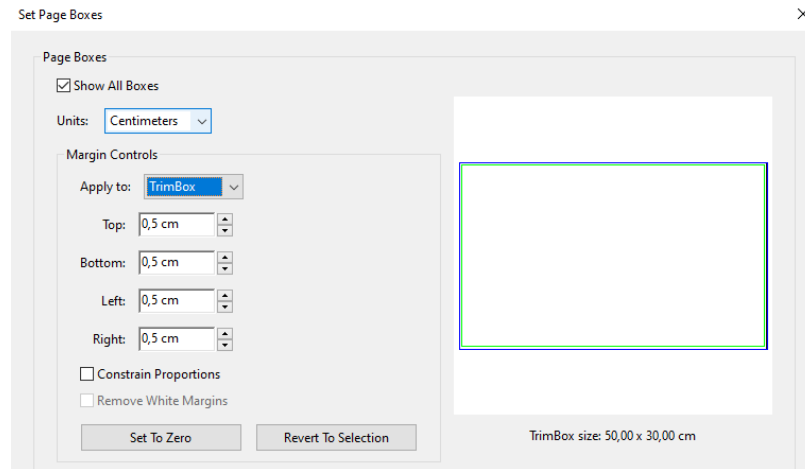 Set Page Boxes
Page Boxes
Show All Boxes
Units: Centimeters
Margin Controls
Apply to: TrimBox
Top: 0,5 cm
Bottom: 0,5 cm
Left: 0,5 cm
Right: 0,5 cm
Constrain Proportions
Remove White Margins
Set To Zero Revert To Selection
TrimBox size: 50,00 x 30,00 cm